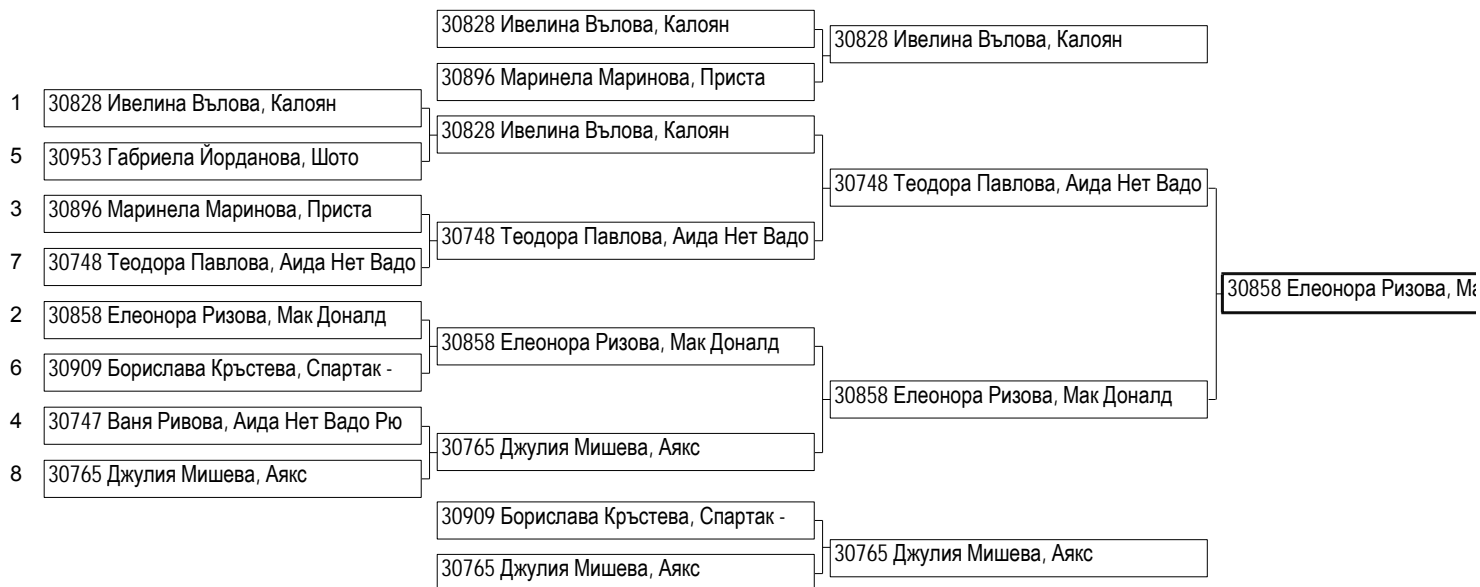 30828 Ивелина Вълова, Калоян
30828 Ивелина Вълова, Калоян
30896 Маринела Маринова, Приста
1 30828 Ивелина Вълова, Калоян
30828 Ивелина Вълова, Калоян
5 30953 Габриела Йорданова, Шото
30748 Теодора Павлова, Аида Нет Вадо
3 30896 Маринела Маринова, Приста
30748 Теодора Павлова, Аида Нет Вадо
7 30748 Теодора Павлова, Аида Нет Вадо
30858 Елеонора Ризова, Ма
2 30858 Елеонора Ризова, Мак Доналд
30858 Елеонора Ризова, Мак Доналд
6 30909 Борислава Кръстева, Спартак -
30858 Елеонора Ризова, Мак Доналд
4 30747 Ваня Ривова, Аида Нет Вадо Рю
30765 Джулия Мишева, Аякс
8 30765 Джулия Мишева, Аякс
30909 Борислава Кръстева, Спартак -
30765 Джулия Мишева, Аякс
30765 Джулия Мишева, Аякс